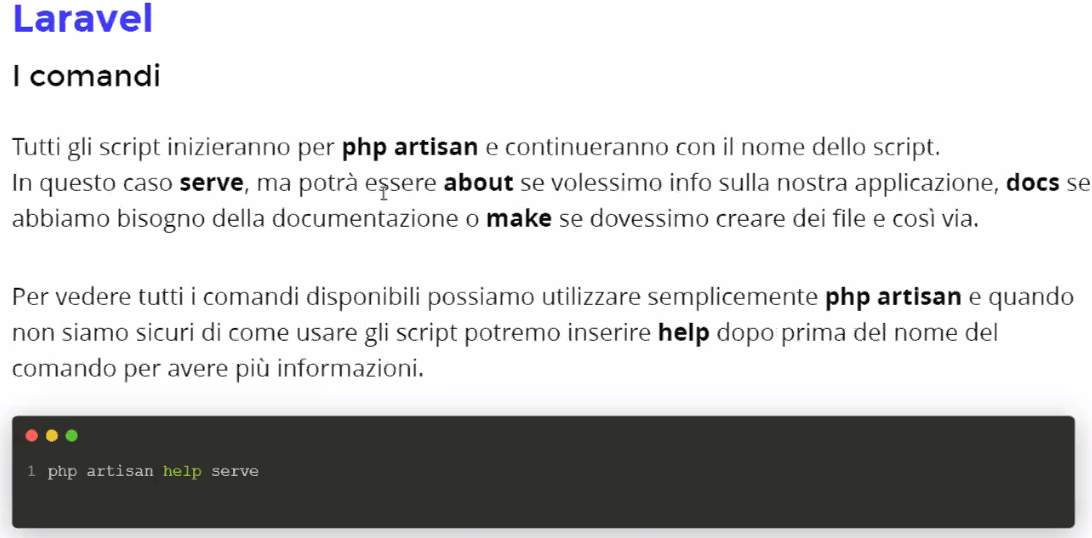 Laravel
I comandi
Tutti gli script inizieranno per php artisan e continueranno con il nome dello script.
In questo caso serve, ma potrà essere about se volessimo info sulla nostra applicazione, docs se
abbiamo bisogno della documentazione o make se dovessimo creare dei file e così via.
Per vedere tutti i comandi disponibili possiamo utilizzare semplicemente php artisan e quando
non siamo sicuri di come usare gli script potremo inserire help dopo prima del nome del
comando per avere più informazioni.
1 php artisan help serve